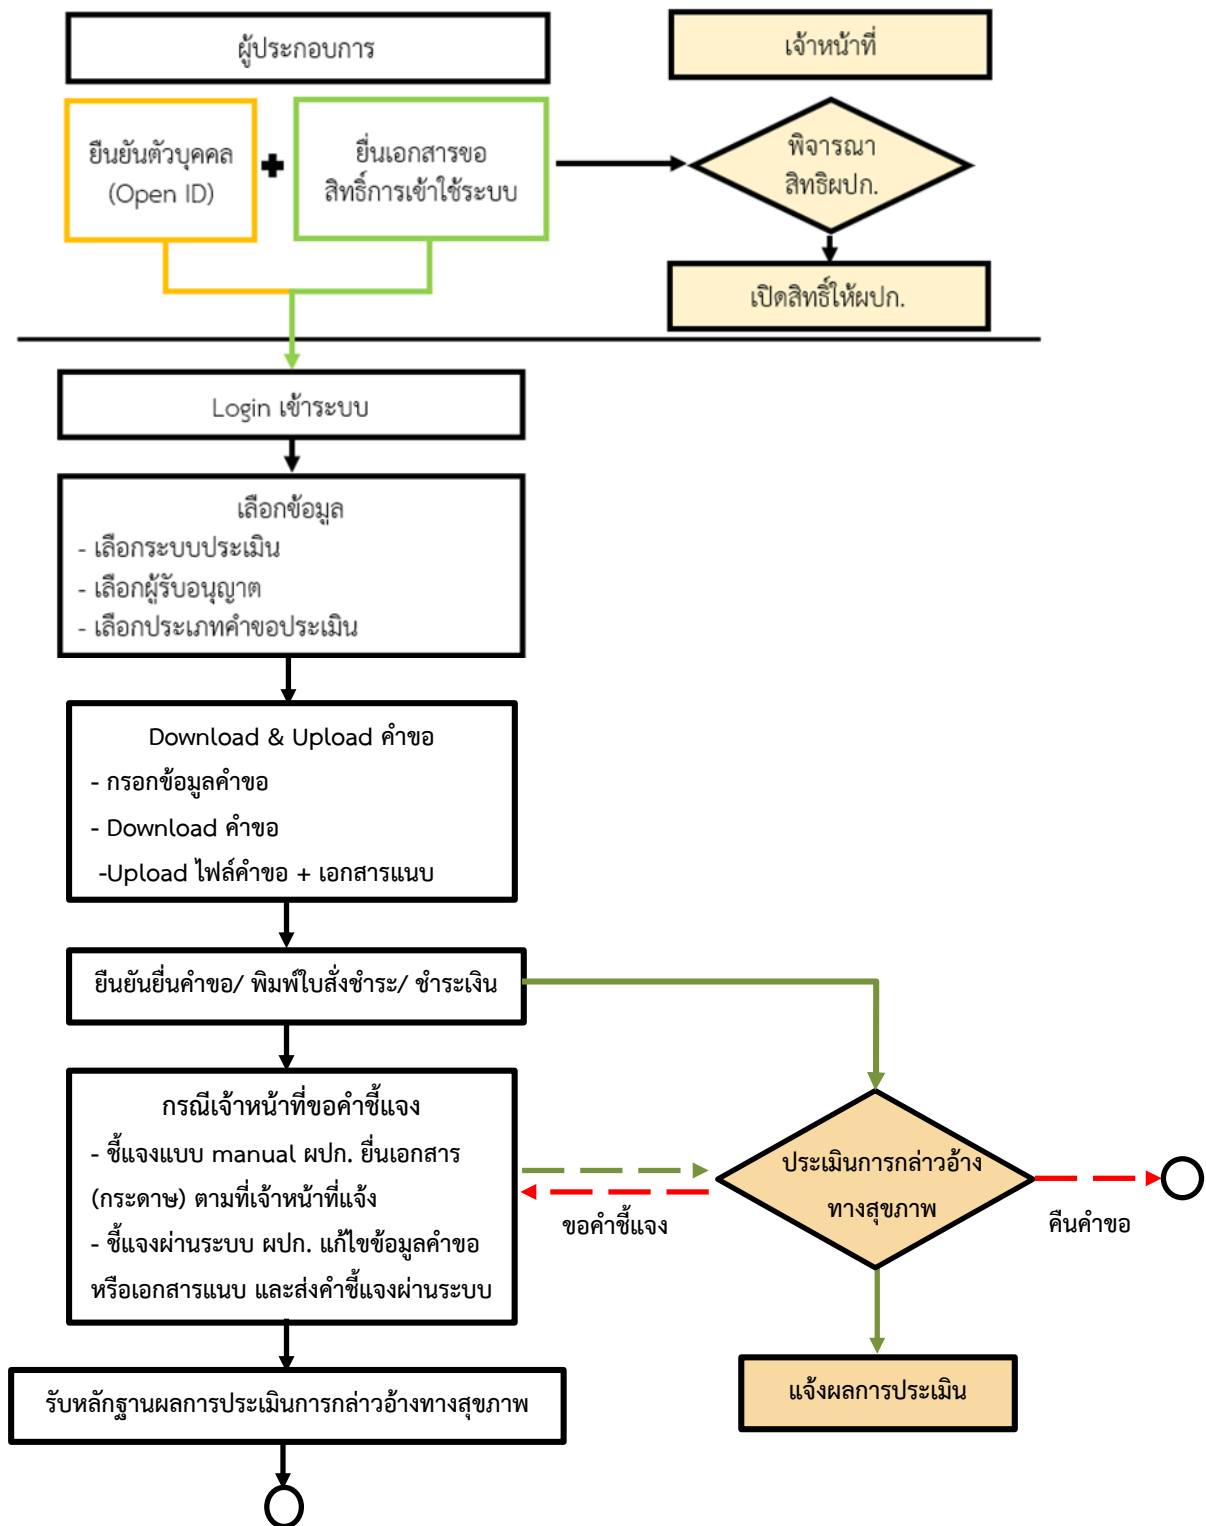 ผู้ประกอบการ
เจ้าหน้าที่
ยืนยันตัวบุคคล
(Open ID)
ยื่นเอกสารขอ
สิทธิ์การเข้าใช้ระบบ
พิจารณา
สิทธิผปก.
เปิดสิทธิ์ให้ผปก.
Login เข้าระบบ
เลือกข้อมูล
- เลือกระบบประเมิน
- เลือกผู้รับอนุญาต
- เลือกประเภทคำขอประเมิน
Download & Upload คำขอ
- กรอกข้อมูลคำขอ
- Download คำขอ
-Upload ไฟล์คำขอ + เอกสารแนบ
ยืนยันยื่นคำขอ/ พิมพ์ใบสั่งชำระ/ ชำระเงิน
กรณีเจ้าหน้าที่ขอคำชี้แจง
- ชี้แจงแบบ manual ผปก. ยื่นเอกสาร
(กระดาษ) ตามที่เจ้าหน้าที่แจ้ง
- ชี้แจงผ่านระบบ ผปก. แก้ไขข้อมูลคำขอ
หรือเอกสารแนบ และส่งคำชี้แจงผ่านระบบ
ขอคำชี้แจง
ประเมินการกล่าวอ้าง
ทางสุขภาพ
คืนคำขอ
แจ้งผลการประเมิน
รับหลักฐานผลการประเมินการกล่าวอ้างทางสุขภาพ